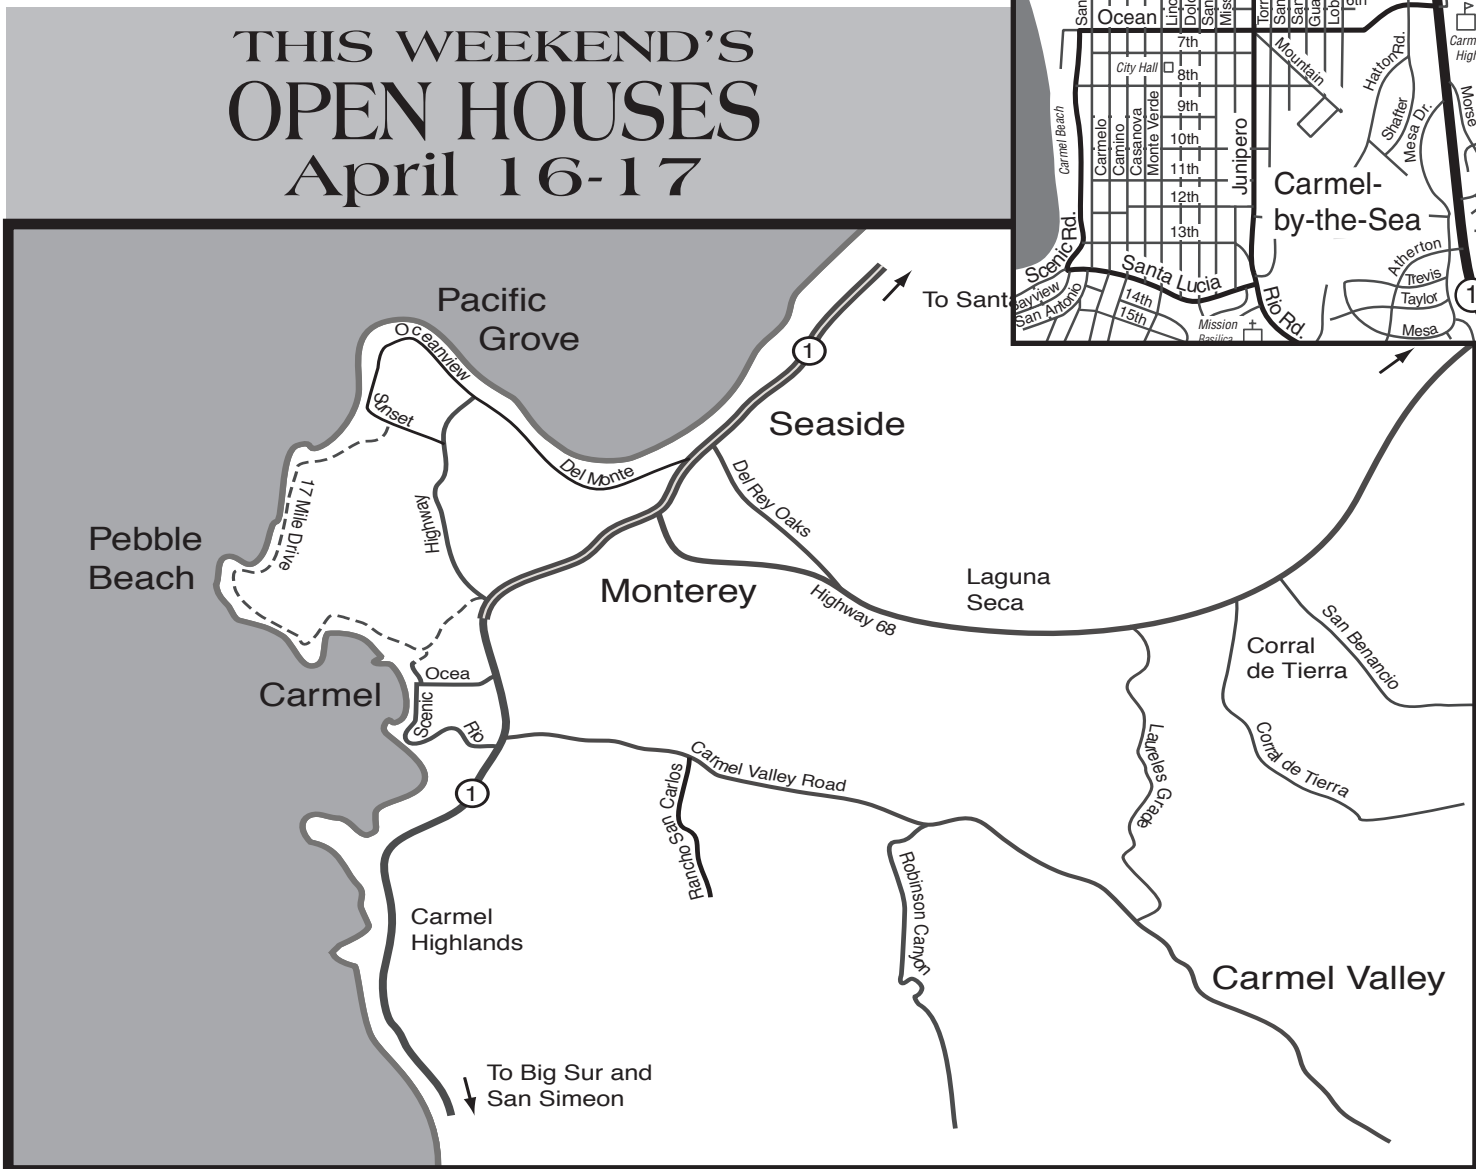 THIS WEEKEND'S
OPEN HOUSES
April 16-17
Ocean
7th
City Hall
8th
9th
10th
11th
12th
13th
Carmel Beach
Carmelo
Camino
Casanova
Monte Verde
Junipero
Mountain
Hatton Rd.
Shafter
Mesa Dr.
Morse
Carmel-
by-the-Sea
Scenic Rd.
Santa Lucia
San Antonio
14th
15th
Rio Rd.
Mission
Basilica
Atherton
Trevis
Taylor
Mesa
1
Pacific
Grove
Oceanview
Sunset
To Santa
1
Seaside
Del Monte
Del Rey Oaks
17 Mile Drive
Highway
Pebble
Beach
Monterey
Highway 68
Laguna
Seca
San Benancio
Corral
de Tierra
Corral de Tierra
Carmel
Ocea
Scenic
Rio
1
Carmel Valley Road
Rancho San Carlos
Laureles Grade
Robinson Canyon
Carmel
Highlands
Carmel Valley
To Big Sur and
San Simeon